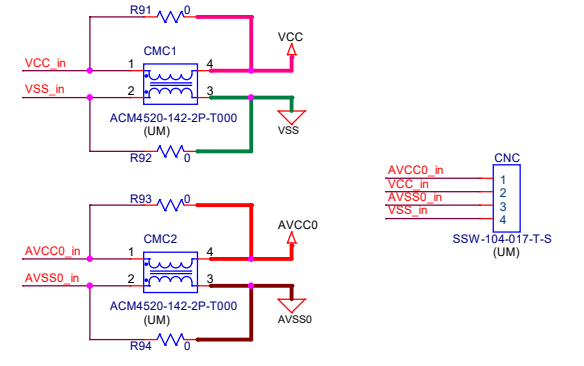 R91 0
CMC1
VCC
VCC_in 1 4
VSS_in 2 3
ACM4520-142-2P-T000
(UM)
VSS
R92 0
R93 0
CMC2
AVCC0
AVCC0_in 1 4
AVSS0_in 2 3
ACM4520-142-2P-T000
(UM)
AVSS0
R94 0
CNC
AVCC0_in 1
VCC_in 2
AVSS0_in 3
VSS_in 4
SSW-104-017-T-S
(UM)